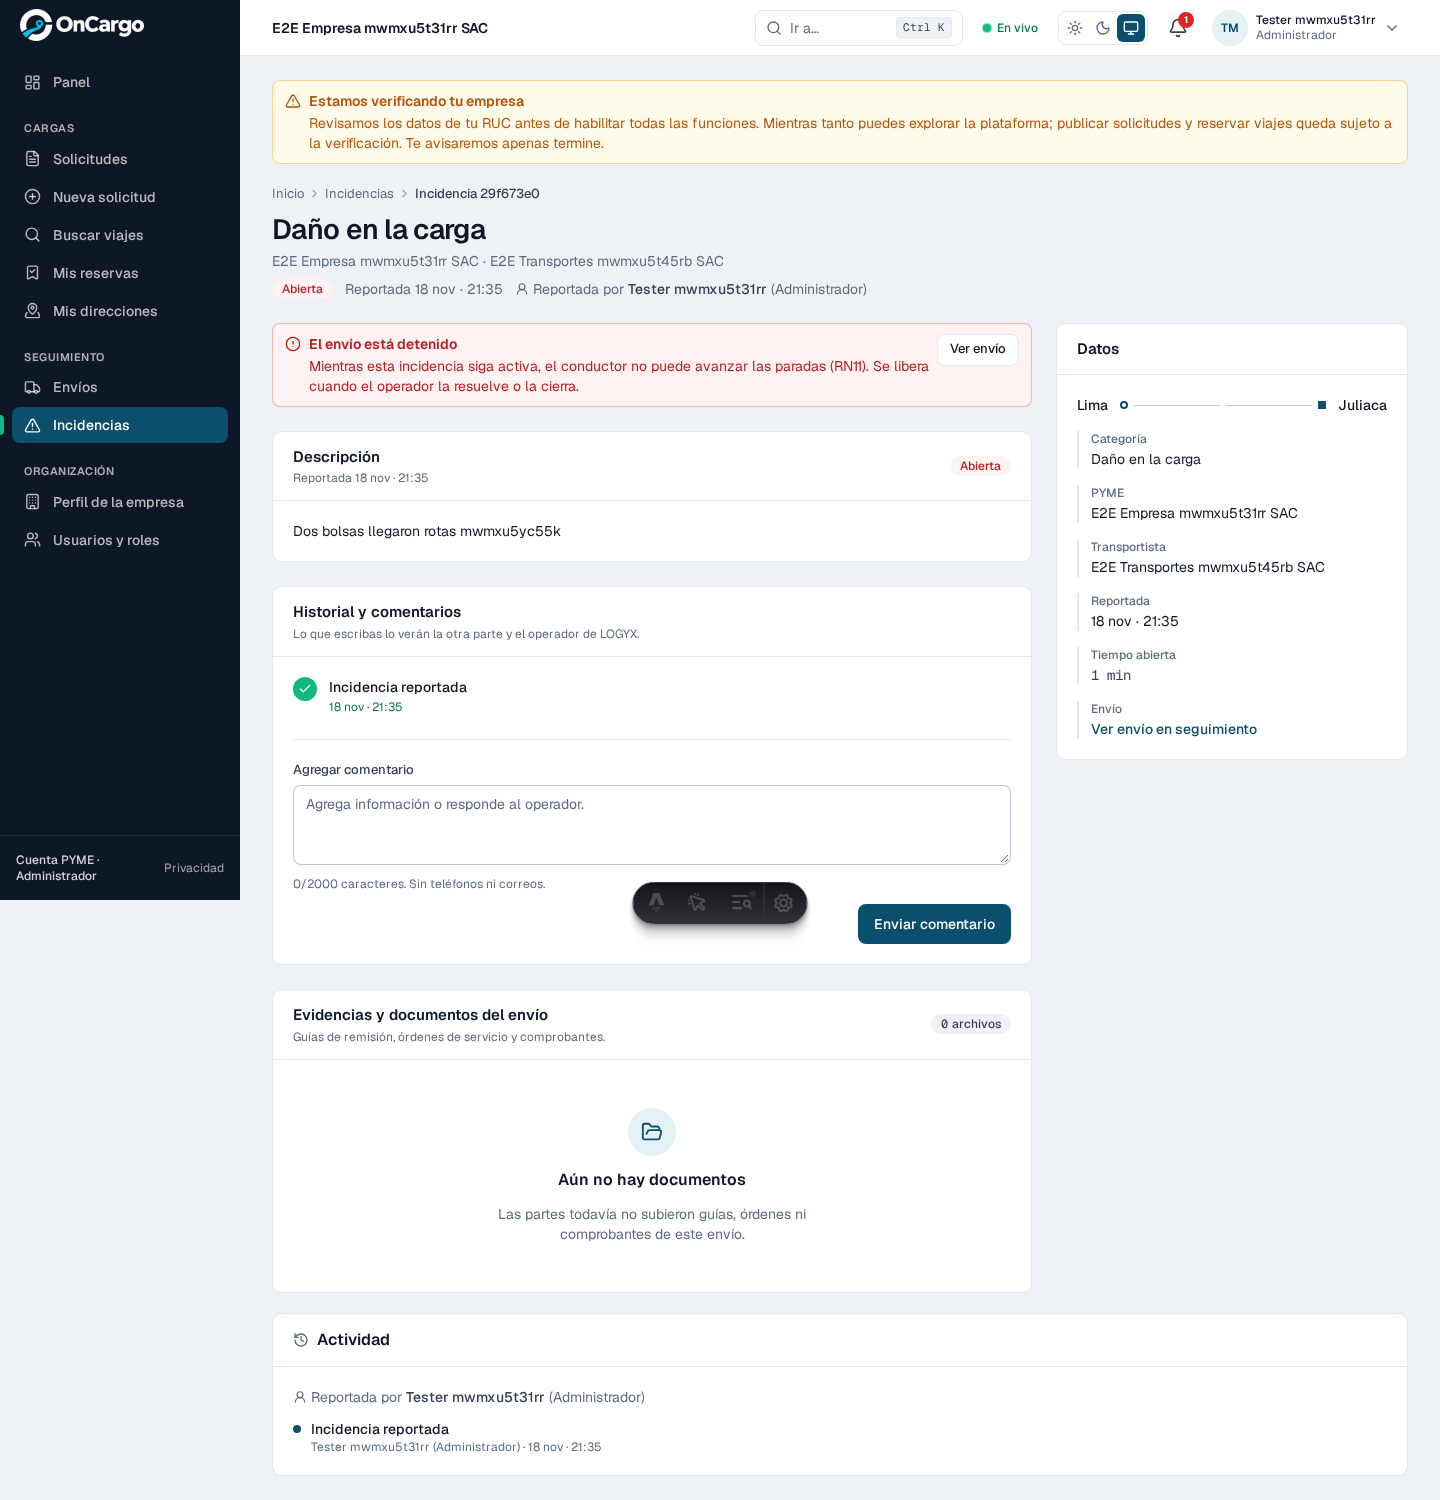 OnCargo
Panel
CARGAS
Solicitudes
Nueva solicitud
Buscar viajes
Mis reservas
Mis direcciones
SEGUIMIENTO
Envíos
Incidencias
ORGANIZACIÓN
Perfil de la empresa
Usuarios y roles
Cuenta PYME ·
Administrador
Privacidad
E2E Empresa mwmxu5t31rr SAC
Ir a...
Ctrl K
En vivo
1
TM
Tester mwmxu5t31rr
Administrador
Estamos verificando tu empresa
Revisamos los datos de tu RUC antes de habilitar todas las funciones. Mientras tanto puedes explorar la plataforma; publicar solicitudes y reservar viajes queda sujeto a
la verificación. Te avisaremos apenas termine.
Inicio > Incidencias > Incidencia 29f673e0
Daño en la carga
E2E Empresa mwmxu5t31rr SAC · E2E Transportes mwmxu5t45rb SAC
Abierta Reportada 18 nov · 21:35 Reportada por Tester mwmxu5t31rr (Administrador)
El envío está detenido
Mientras esta incidencia siga activa, el conductor no puede avanzar las paradas (RN11). Se libera
cuando el operador la resuelve o la cierra.
Ver envío
Descripción
Reportada 18 nov · 21:35
Abierta
Dos bolsas llegaron rotas mwmxu5yc55k
Historial y comentarios
Lo que escribas lo verán la otra parte y el operador de LOGYX.
Incidencia reportada
18 nov · 21:35
Agregar comentario
Agrega información o responde al operador.
0/2000 caracteres. Sin teléfonos ni correos.
Enviar comentario
Evidencias y documentos del envío
Guías de remisión, órdenes de servicio y comprobantes.
0 archivos
Aún no hay documentos
Las partes todavía no subieron guías, órdenes ni
comprobantes de este envío.
Datos
Lima
Juliaca
Categoría
Daño en la carga
PYME
E2E Empresa mwmxu5t31rr SAC
Transportista
E2E Transportes mwmxu5t45rb SAC
Reportada
18 nov · 21:35
Tiempo abierta
1 min
Envío
Ver envío en seguimiento
Actividad
Reportada por Tester mwmxu5t31rr (Administrador)
Incidencia reportada
Tester mwmxu5t31rr (Administrador) · 18 nov · 21:35